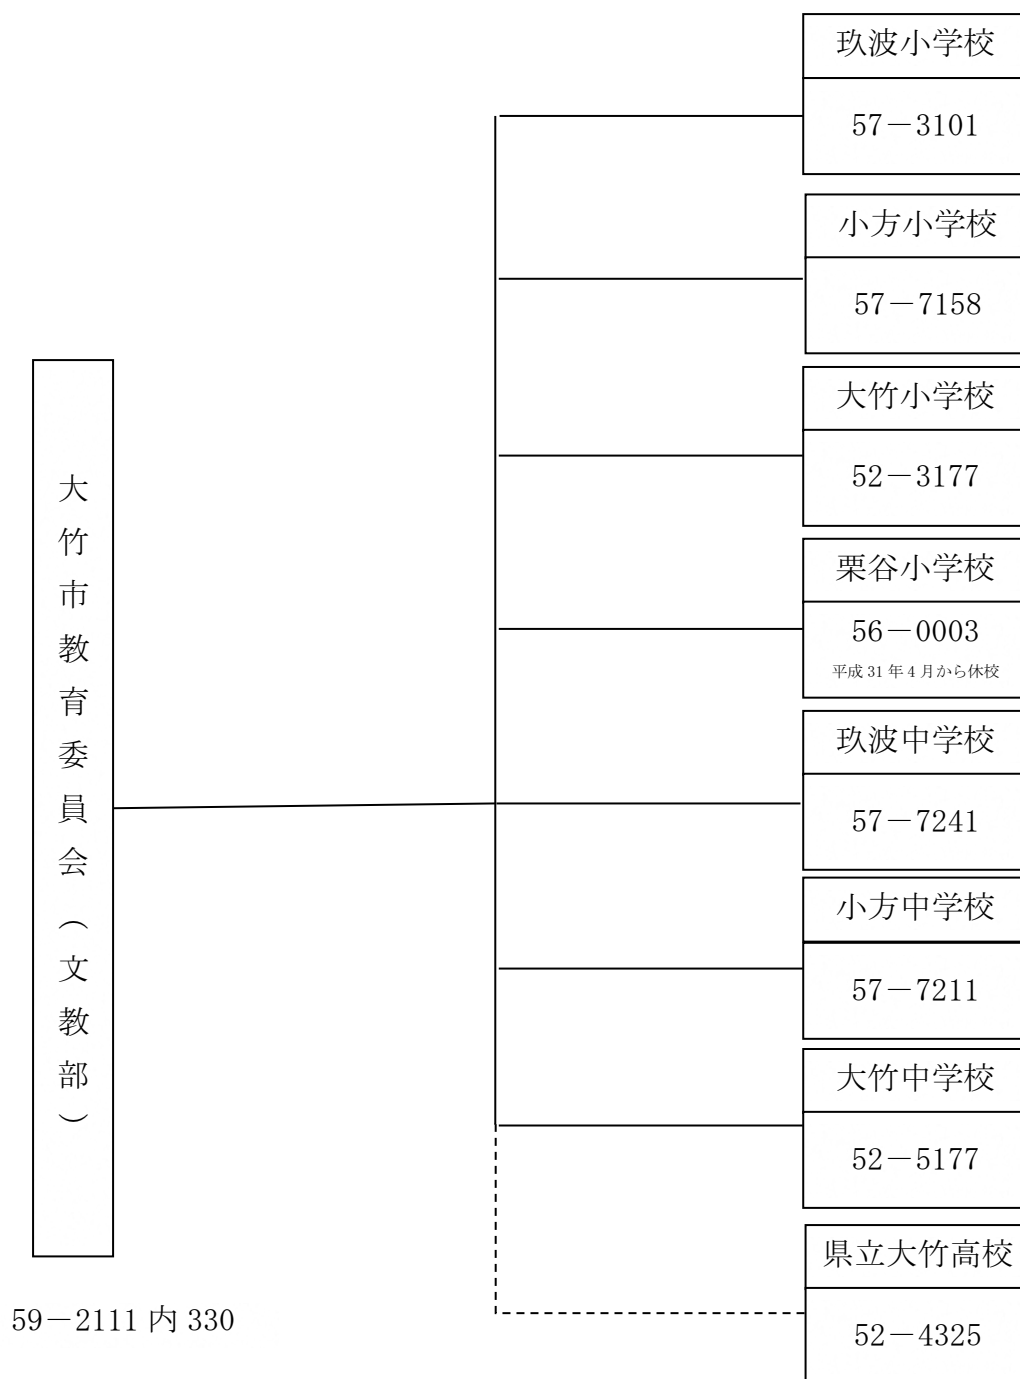 玖波小学校
57－3101
小方小学校
57－7158
大竹小学校
52－3177
栗谷小学校
56－0003
平成 31 年 4 月から休校
玖波中学校
57－7241
小方中学校
57－7211
大竹中学校
52－5177
県立大竹高校
52－4325
大竹市教育委員会（文教部）
59－2111 内 330